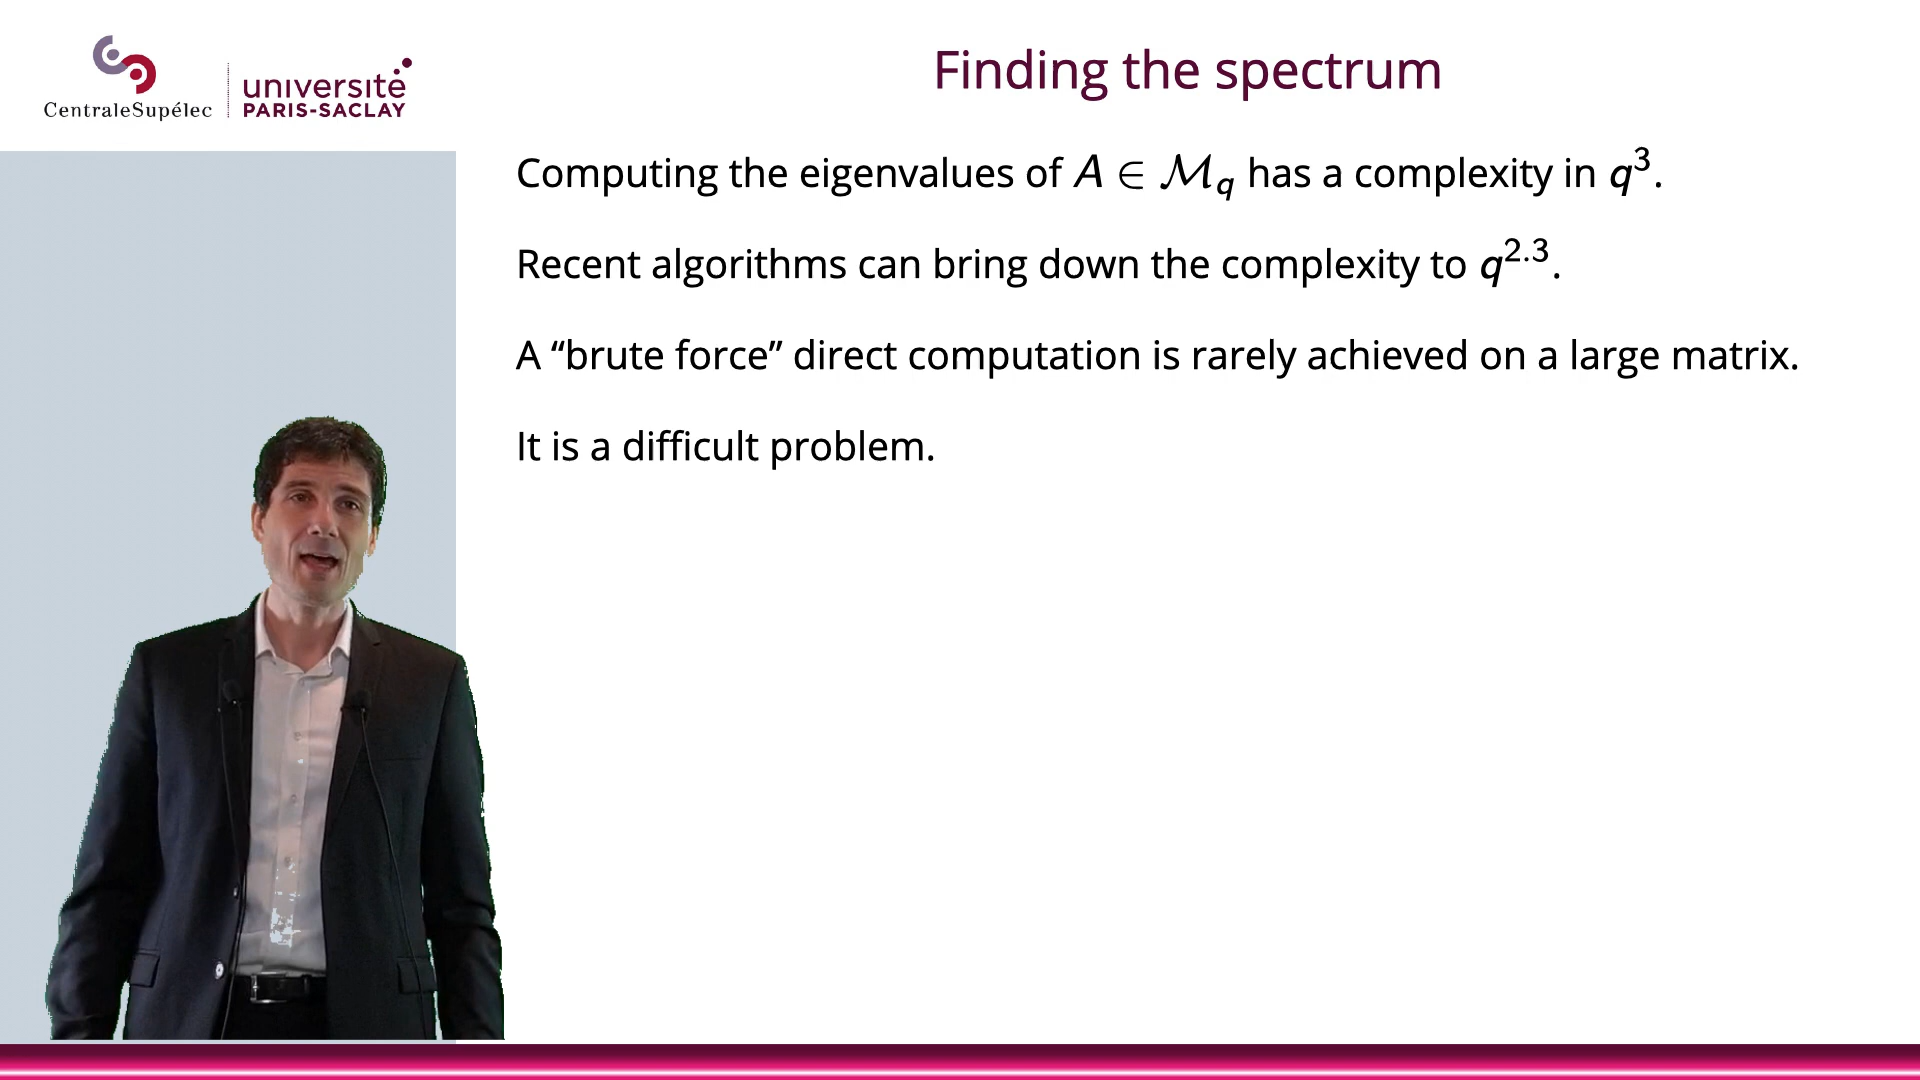 CentraleSupélec
université
PARIS-SACLAY
Finding the spectrum
Computing the eigenvalues of A ∈ ℳ_q has a complexity in q³.
Recent algorithms can bring down the complexity to q^2.3.
A “brute force” direct computation is rarely achieved on a large matrix.
It is a difficult problem.